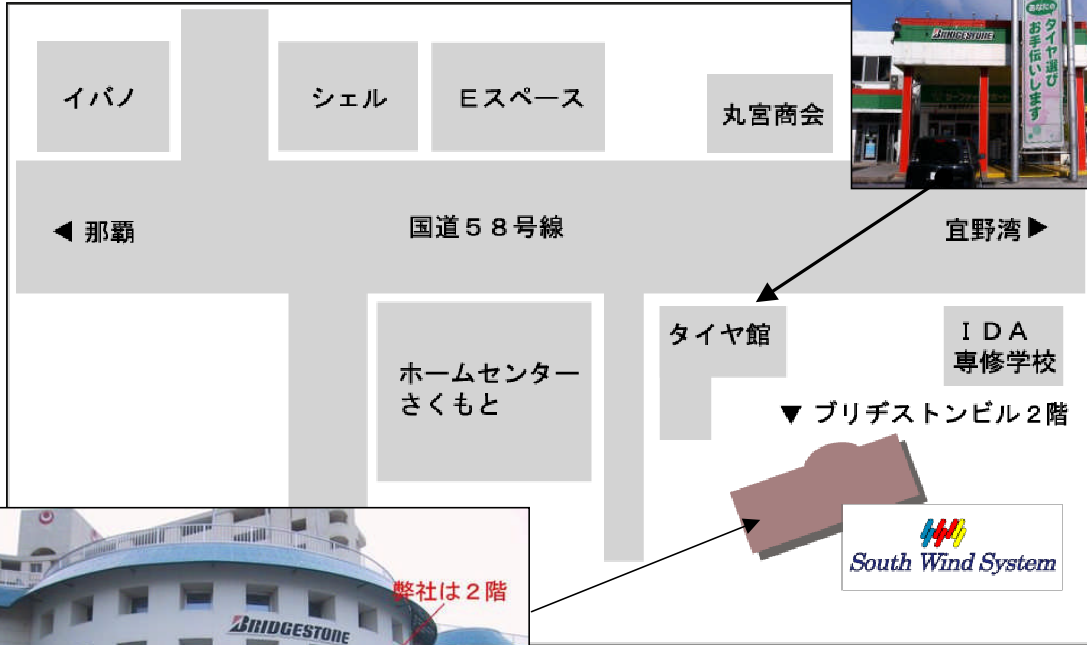 イバノ
シェル
Eスペース
丸宮商会
BRIDGESTONE
あなたの
タイヤ選び
お手伝いします
◀ 那覇
国道58号線
宜野湾▶
タイヤ館
IDA
専修学校
ホームセンター
さくもと
▼ ブリヂストンビル2階
South Wind System
弊社は2階
BRIDGESTONE